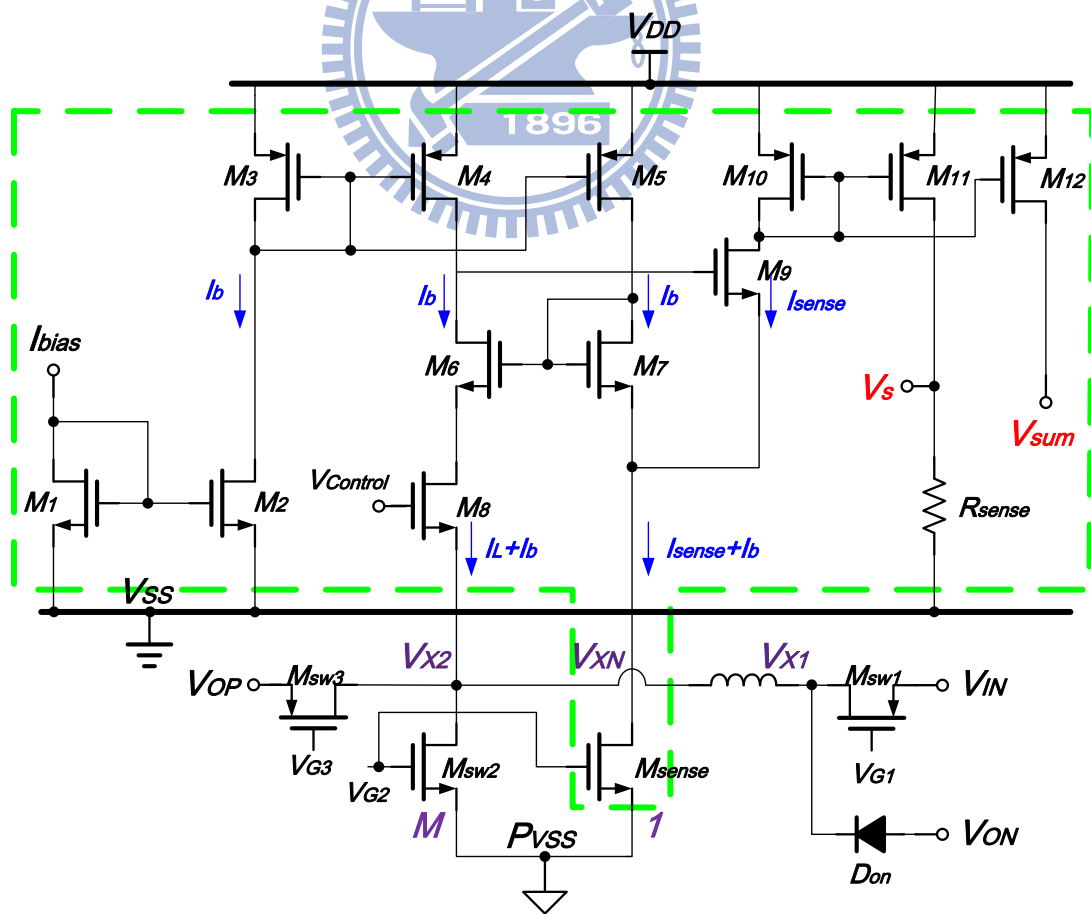 VDD
1896
M3
M4
M5
M10
M11
M12
M9
Ib
Ib
Ib
Isense
Ibias
M6
M7
Vs
Vsum
M1
M2
VControl
M8
Rsense
IL+Ib
Isense+Ib
VSS
VX2
VXN
VX1
VOP
Msw3
Msw1
VIN
VG3
VG2
Msw2
Msense
VG1
M
1
PVSS
VON
Don